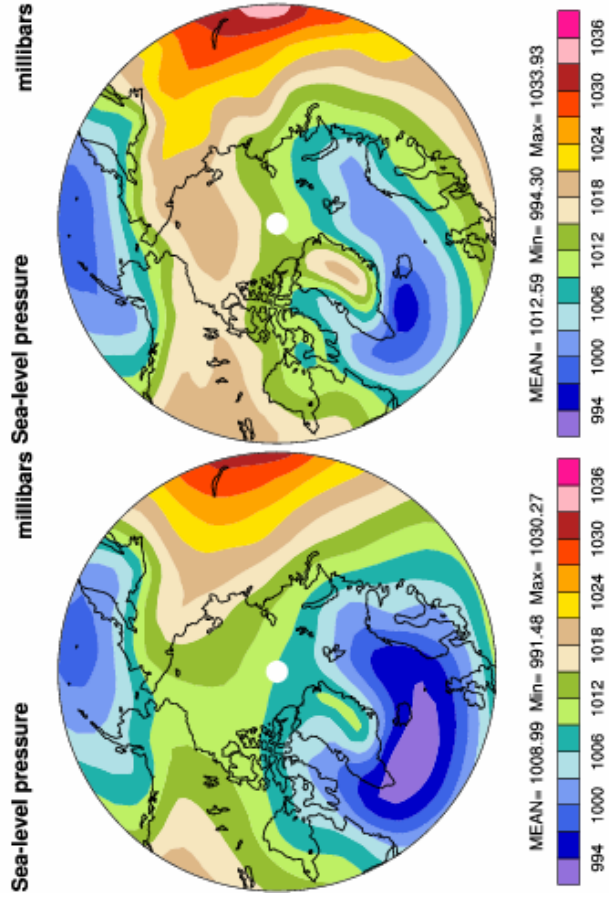 Sea-level pressure millibars
Sea-level pressure millibars
MEAN= 1008.99 Min= 991.48 Max= 1030.27
MEAN= 1012.59 Min= 994.30 Max= 1033.93
994 1000 1006 1012 1018 1024 1030 1036
994 1000 1006 1012 1018 1024 1030 1036